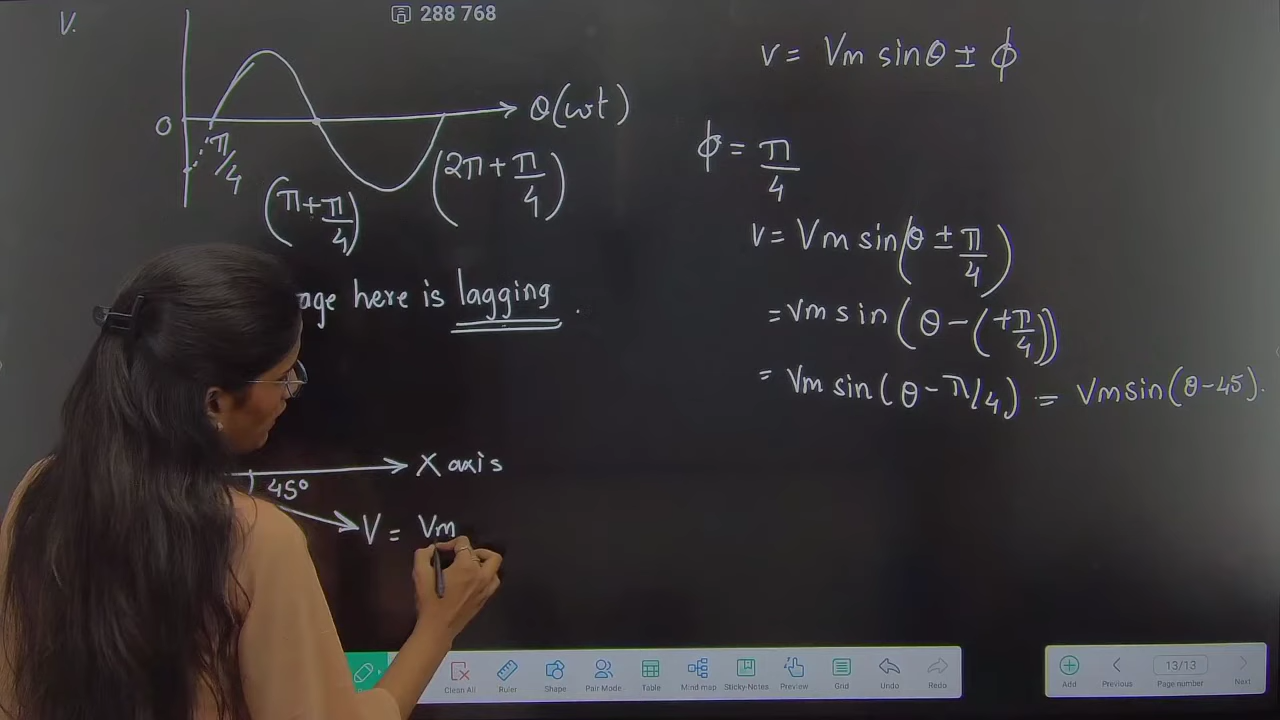 V.
288 768
0
π/4
(π+π/4)
(2π+π/4)
θ(wt)
age here is lagging.
45°
X axis
V = Vm
v = Vm sinθ ± ϕ
ϕ = π/4
v = Vm sin(θ ± π/4)
= Vm sin(θ - (+π/4))
= Vm sin(θ - π/4) = Vm sin(θ - 45).
Clean All
Ruler
Shape
Pair Mode
Table
Mind map
Sticky-Notes
Preview
Grid
Undo
Redo
Add
Previous
13/13
Page number
Next